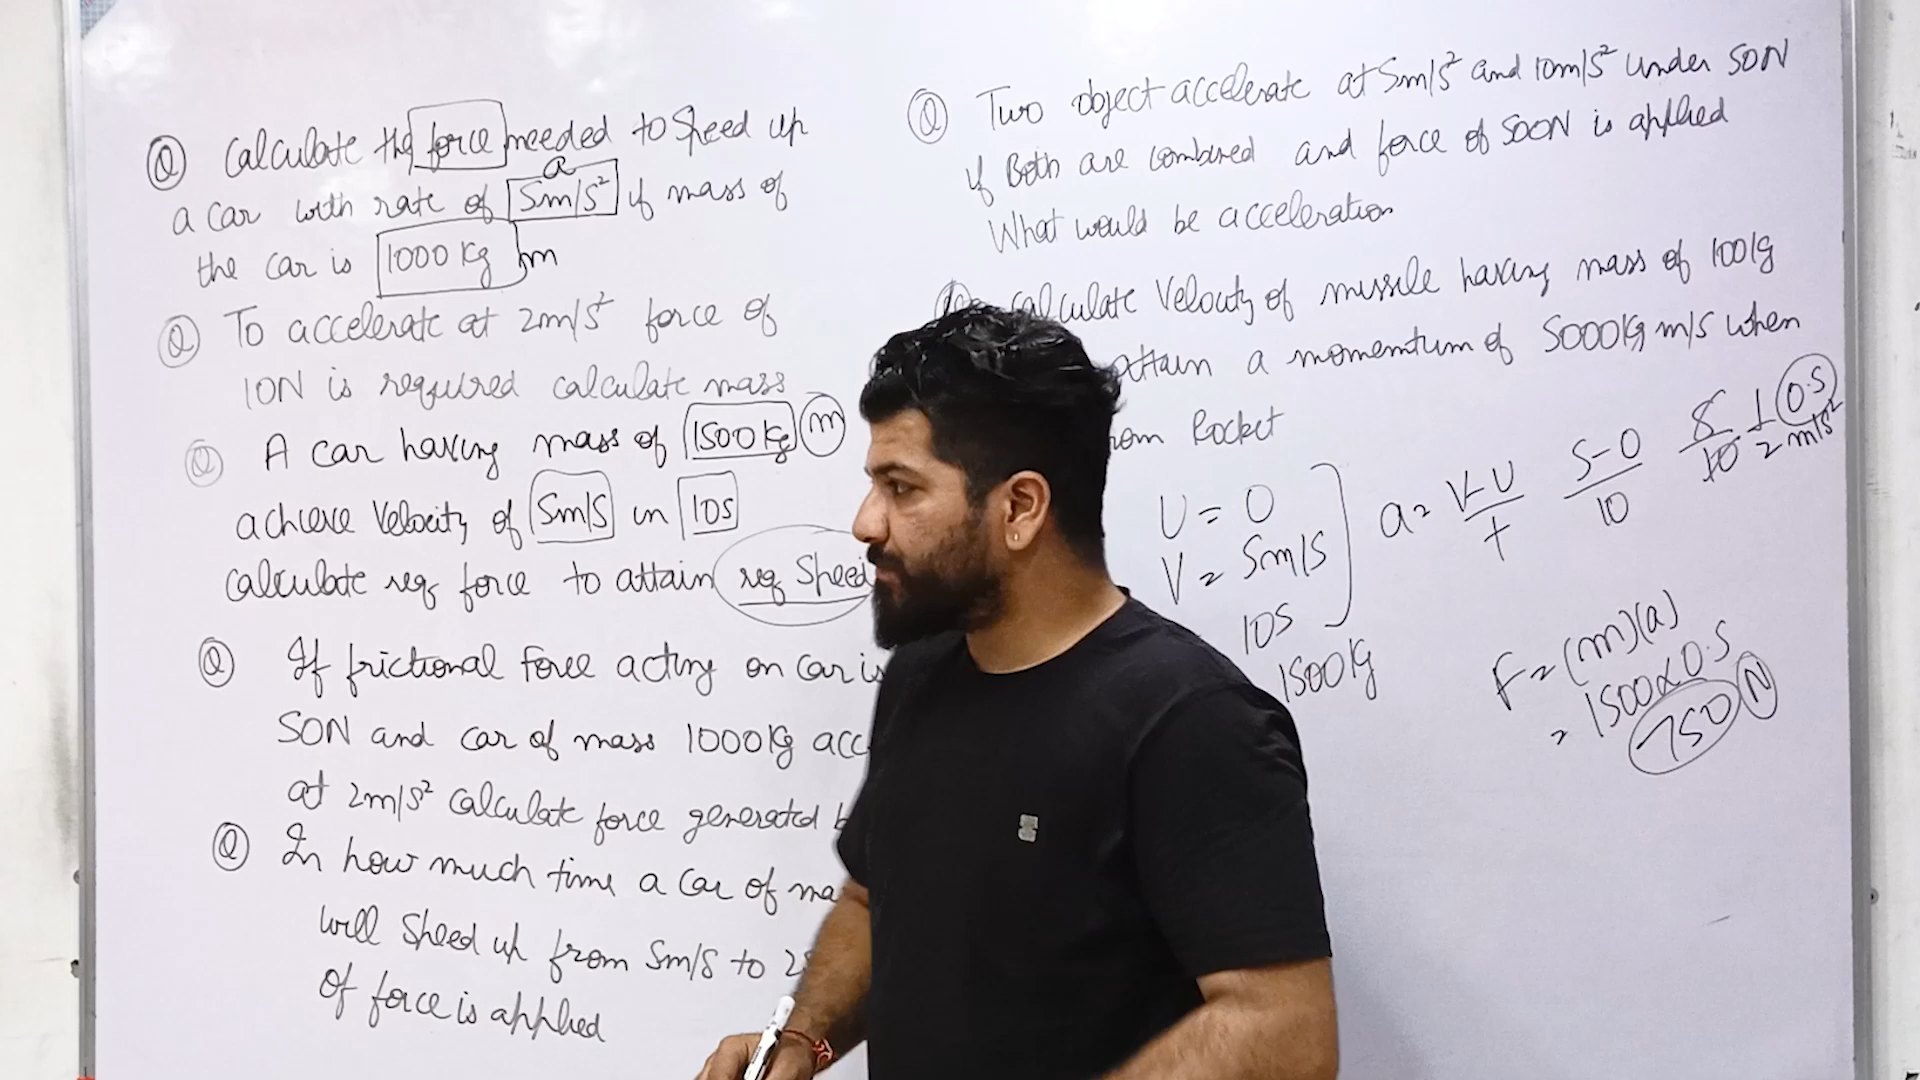 Q Calculate the force needed to speed up
a
a car with rate of 5m/s² if mass of
the car is 1000 Kg m
Q To accelerate at 2m/s² force of
10N is required calculate mass
Q A car having mass of 1500 Kg m
achieve velocity of 5m/s in 10s
calculate req force to attain req speed
Q If frictional force acting on car is
50N and car of mass 1000Kg acc
at 2m/s² calculate force generated
Q In how much time a car of ma
will speed up from 5m/s to 2
of force is applied
Q Two object accelerate at 5m/s² and 10m/s² under 50N
if Both are combined and force of 500N is applied
What would be acceleration
Calculate Velocity of missile having mass of 100Kg
attain a momemtum of 5000Kg m/s when
Rocket
U = 0
V = 5m/s
10s
1500Kg
a = V-U / t 5-0 / 10 5 / 10 1 / 2 0.5 m/s²
F = (m)(a)
= 1500x0.5
= 750 N